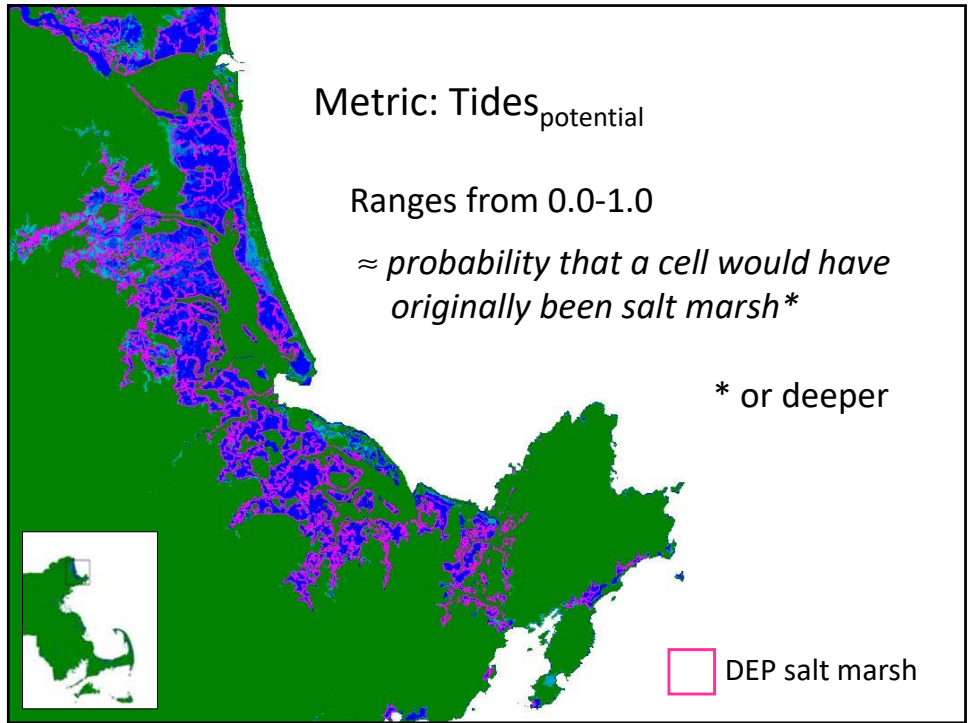 Metric: Tidespotential
Ranges from 0.0-1.0
≈ probability that a cell would have
originally been salt marsh*
* or deeper
DEP salt marsh